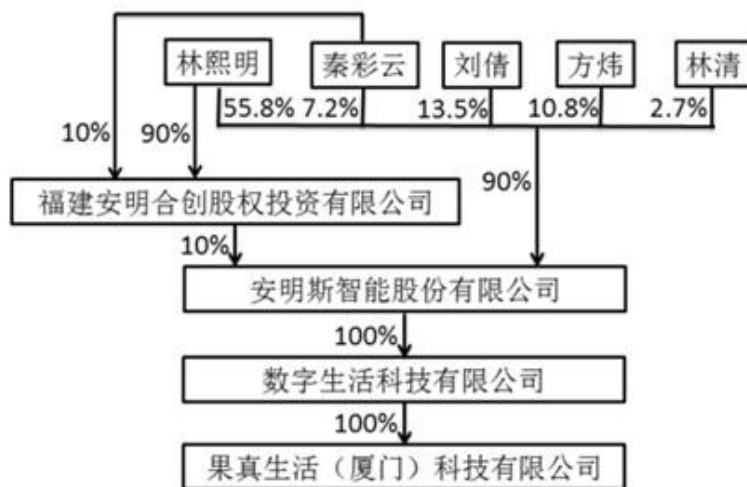 林熙明 秦彩云 刘倩 方炜 林清
55.8% 7.2% 13.5% 10.8% 2.7%
10% 90%
福建安明合创股权投资有限公司
90%
10%
安明斯智能股份有限公司
100%
数字生活科技有限公司
100%
果真生活（厦门）科技有限公司